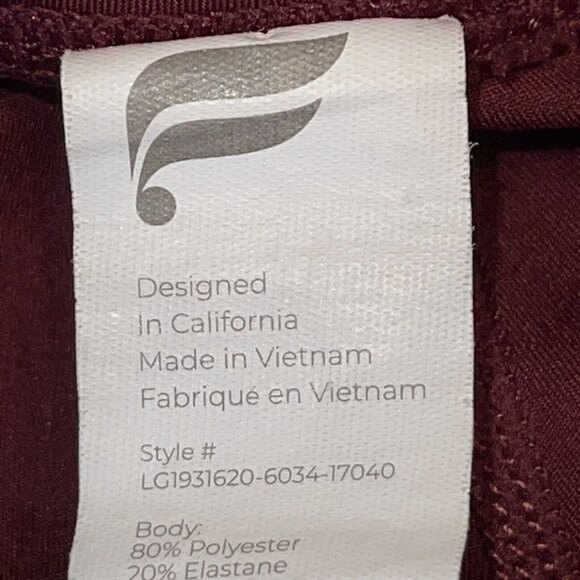 Designed
In California
Made in Vietnam
Fabriqué en Vietnam
Style #
LG1931620-6034-17040
Body:
80% Polyester
20% Elastane